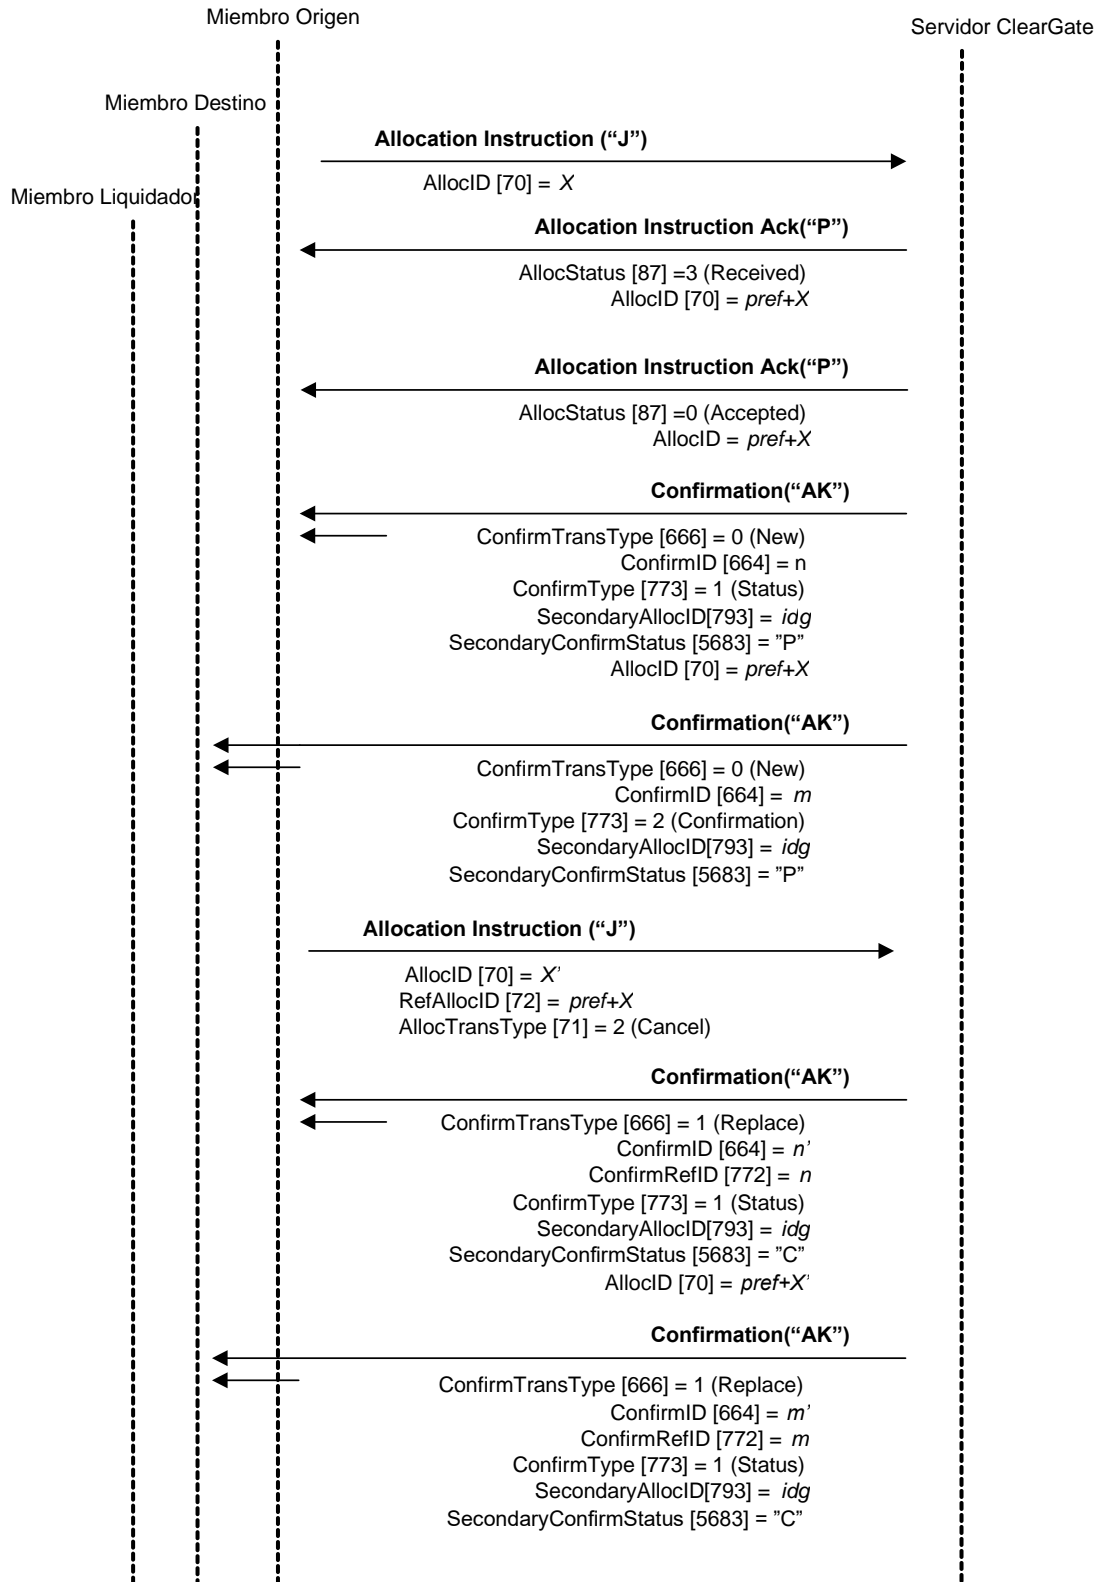 Miembro Origen
Servidor ClearGate
Miembro Destino
Allocation Instruction (“J”)
AllocID [70] = X
Miembro Liquidador
Allocation Instruction Ack(“P”)
AllocStatus [87] =3 (Received)
AllocID [70] = pref+X
Allocation Instruction Ack(“P”)
AllocStatus [87] =0 (Accepted)
AllocID = pref+X
Confirmation(“AK”)
ConfirmTransType [666] = 0 (New)
ConfirmID [664] = n
ConfirmType [773] = 1 (Status)
SecondaryAllocID[793] = idg
SecondaryConfirmStatus [5683] = ”P”
AllocID [70] = pref+X
Confirmation(“AK”)
ConfirmTransType [666] = 0 (New)
ConfirmID [664] = m
ConfirmType [773] = 2 (Confirmation)
SecondaryAllocID[793] = idg
SecondaryConfirmStatus [5683] = ”P”
Allocation Instruction (“J”)
AllocID [70] = X’
RefAllocID [72] = pref+X
AllocTransType [71] = 2 (Cancel)
Confirmation(“AK”)
ConfirmTransType [666] = 1 (Replace)
ConfirmID [664] = n’
ConfirmRefID [772] = n
ConfirmType [773] = 1 (Status)
SecondaryAllocID[793] = idg
SecondaryConfirmStatus [5683] = ”C”
AllocID [70] = pref+X’
Confirmation(“AK”)
ConfirmTransType [666] = 1 (Replace)
ConfirmID [664] = m’
ConfirmRefID [772] = m
ConfirmType [773] = 1 (Status)
SecondaryAllocID[793] = idg
SecondaryConfirmStatus [5683] = ”C”